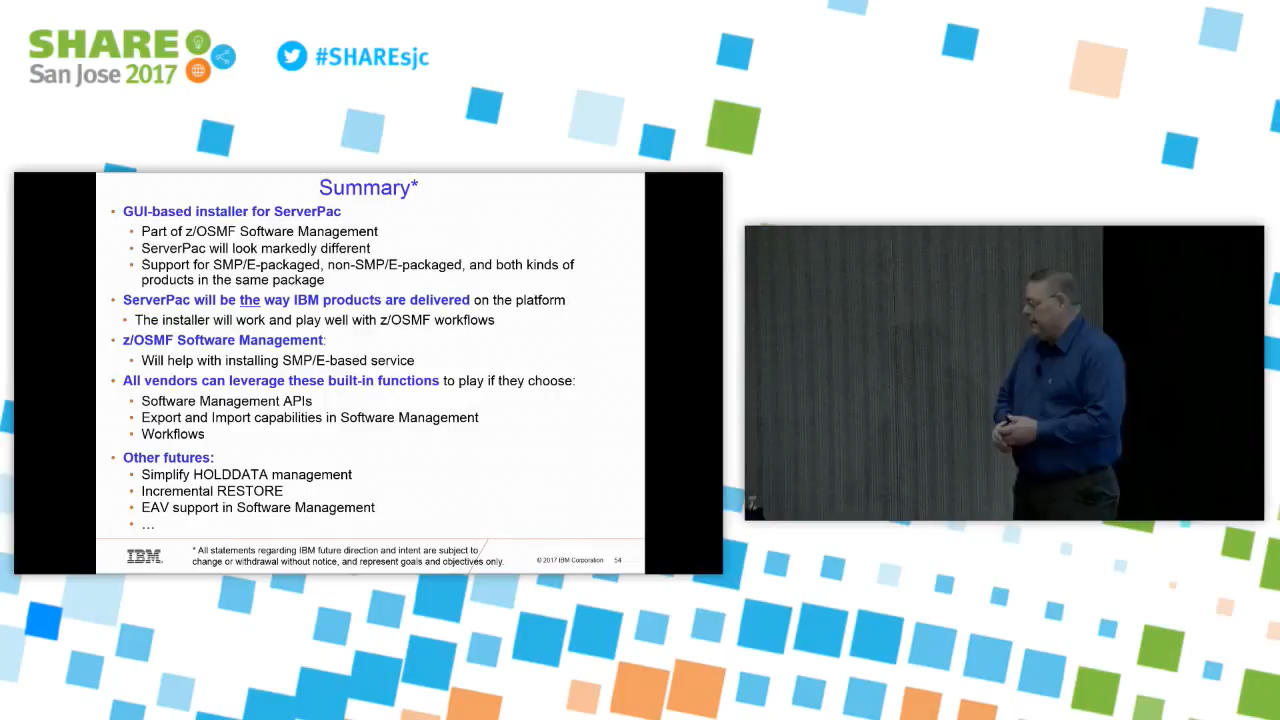 SHARE
San Jose 2017
#SHAREsjc
Summary*
• GUI-based installer for ServerPac
• Part of z/OSMF Software Management
• ServerPac will look markedly different
• Support for SMP/E-packaged, non-SMP/E-packaged, and both kinds of
products in the same package
• ServerPac will be the way IBM products are delivered on the platform
• The installer will work and play well with z/OSMF workflows
• z/OSMF Software Management:
• Will help with installing SMP/E-based service
• All vendors can leverage these built-in functions to play if they choose:
• Software Management APIs
• Export and Import capabilities in Software Management
• Workflows
• Other futures:
• Simplify HOLDDATA management
• Incremental RESTORE
• EAV support in Software Management
• …
IBM
* All statements regarding IBM future direction and intent are subject to
change or withdrawal without notice, and represent goals and objectives only.
© 2017 IBM Corporation 54